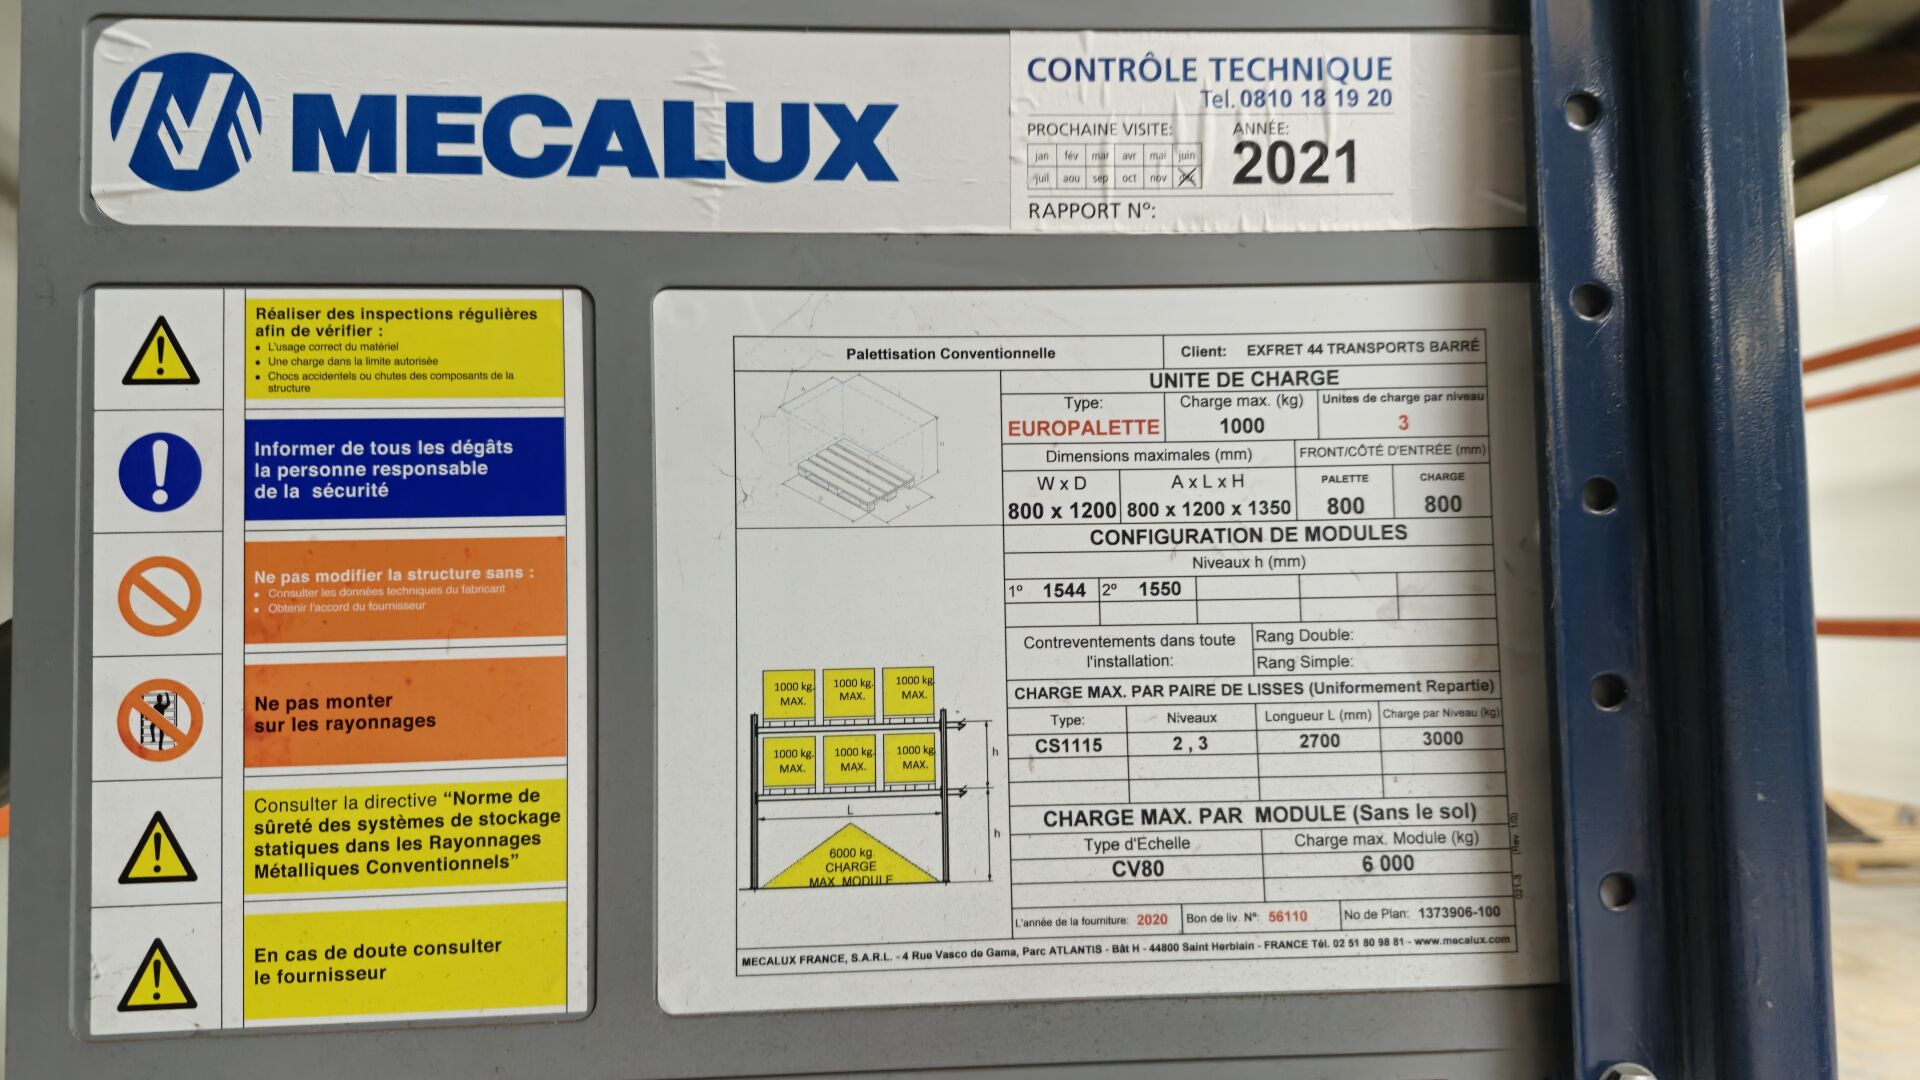 MECALUX
CONTRÔLE TECHNIQUE
Tel. 0810 18 19 20
PROCHAINE VISITE:
ANNÉE:
jan fév mar avr mai juin
juil aou sep oct nov dec
2021
RAPPORT Nº:
Réaliser des inspections régulières
afin de vérifier :
• L'usage correct du matériel
• Une charge dans la limite autorisée
• Chocs accidentels ou chutes des composants de la
structure
Informer de tous les dégâts
la personne responsable
de la sécurité
Ne pas modifier la structure sans :
• Consulter les données techniques du fabricant
• Obtenir l'accord du fournisseur
Ne pas monter
sur les rayonnages
Consulter la directive “Norme de
sûreté des systèmes de stockage
statiques dans les Rayonnages
Métalliques Conventionnels”
En cas de doute consulter
le fournisseur
Palettisation Conventionnelle
Client: EXFRET 44 TRANSPORTS BARRÉ
UNITE DE CHARGE
Type: Charge max. (kg) Unites de charge par niveau
EUROPALETTE 1000 3
Dimensions maximales (mm) FRONT/CÔTÉ D'ENTRÉE (mm)
W x D A x L x H PALETTE CHARGE
800 x 1200 800 x 1200 x 1350 800 800
CONFIGURATION DE MODULES
Niveaux h (mm)
1º 1544 2º 1550
Contreventements dans toute
l'installation:
Rang Double:
Rang Simple:
CHARGE MAX. PAR PAIRE DE LISSES (Uniformement Repartie)
Type: Niveaux Longueur L (mm) Charge par Niveau (kg)
CS1115 2 , 3 2700 3000
CHARGE MAX. PAR MODULE (Sans le sol)
Type d'Echelle Charge max. Module (kg)
CV80 6 000
L'année de la fourniture: 2020 Bon de liv. Nº: 56110 No de Plan: 1373906-100
1000 kg. 1000 kg. 1000 kg.
MAX. MAX. MAX.
1000 kg. 1000 kg. 1000 kg.
MAX. MAX. MAX.
h
L
h
6000 kg.
CHARGE
MAX. MODULE
MECALUX FRANCE, S.A.R.L. - 4 Rue Vasco de Gama, Parc ATLANTIS - Bât H - 44800 Saint Herblain - FRANCE Tél. 02 51 80 98 81 - www.mecalux.com